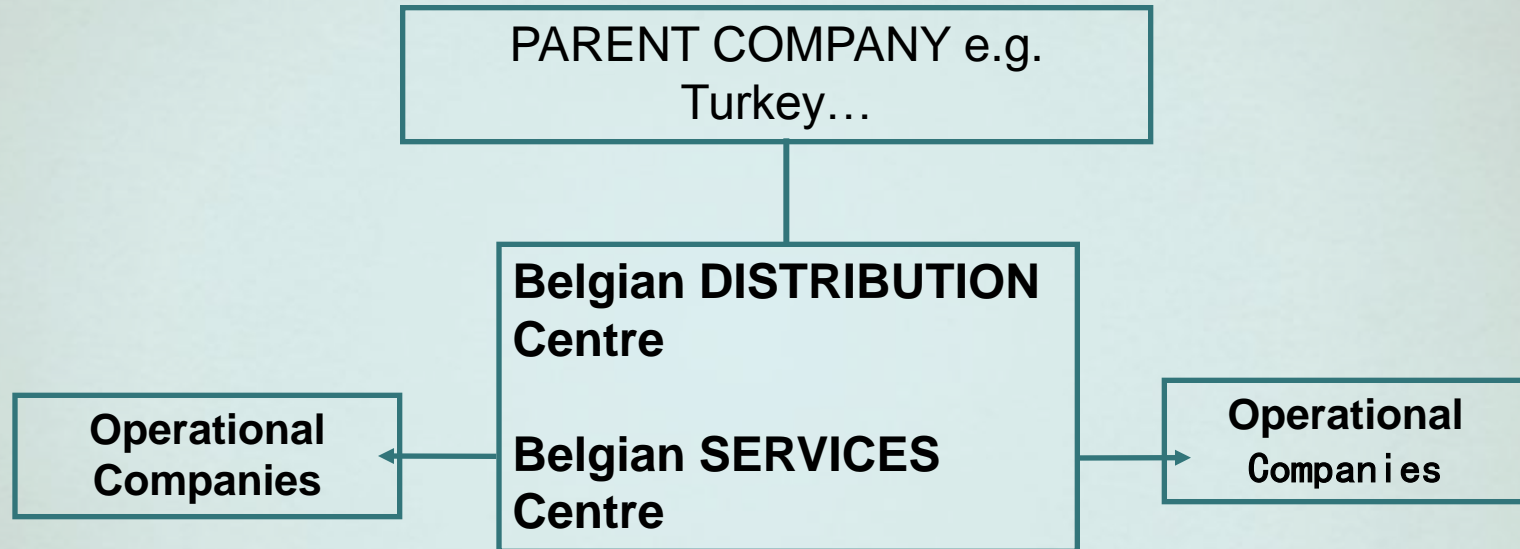 PARENT COMPANY e.g.
Turkey…
Belgian DISTRIBUTION
Centre
Belgian SERVICES
Centre
Operational
Companies
Operational
Companies